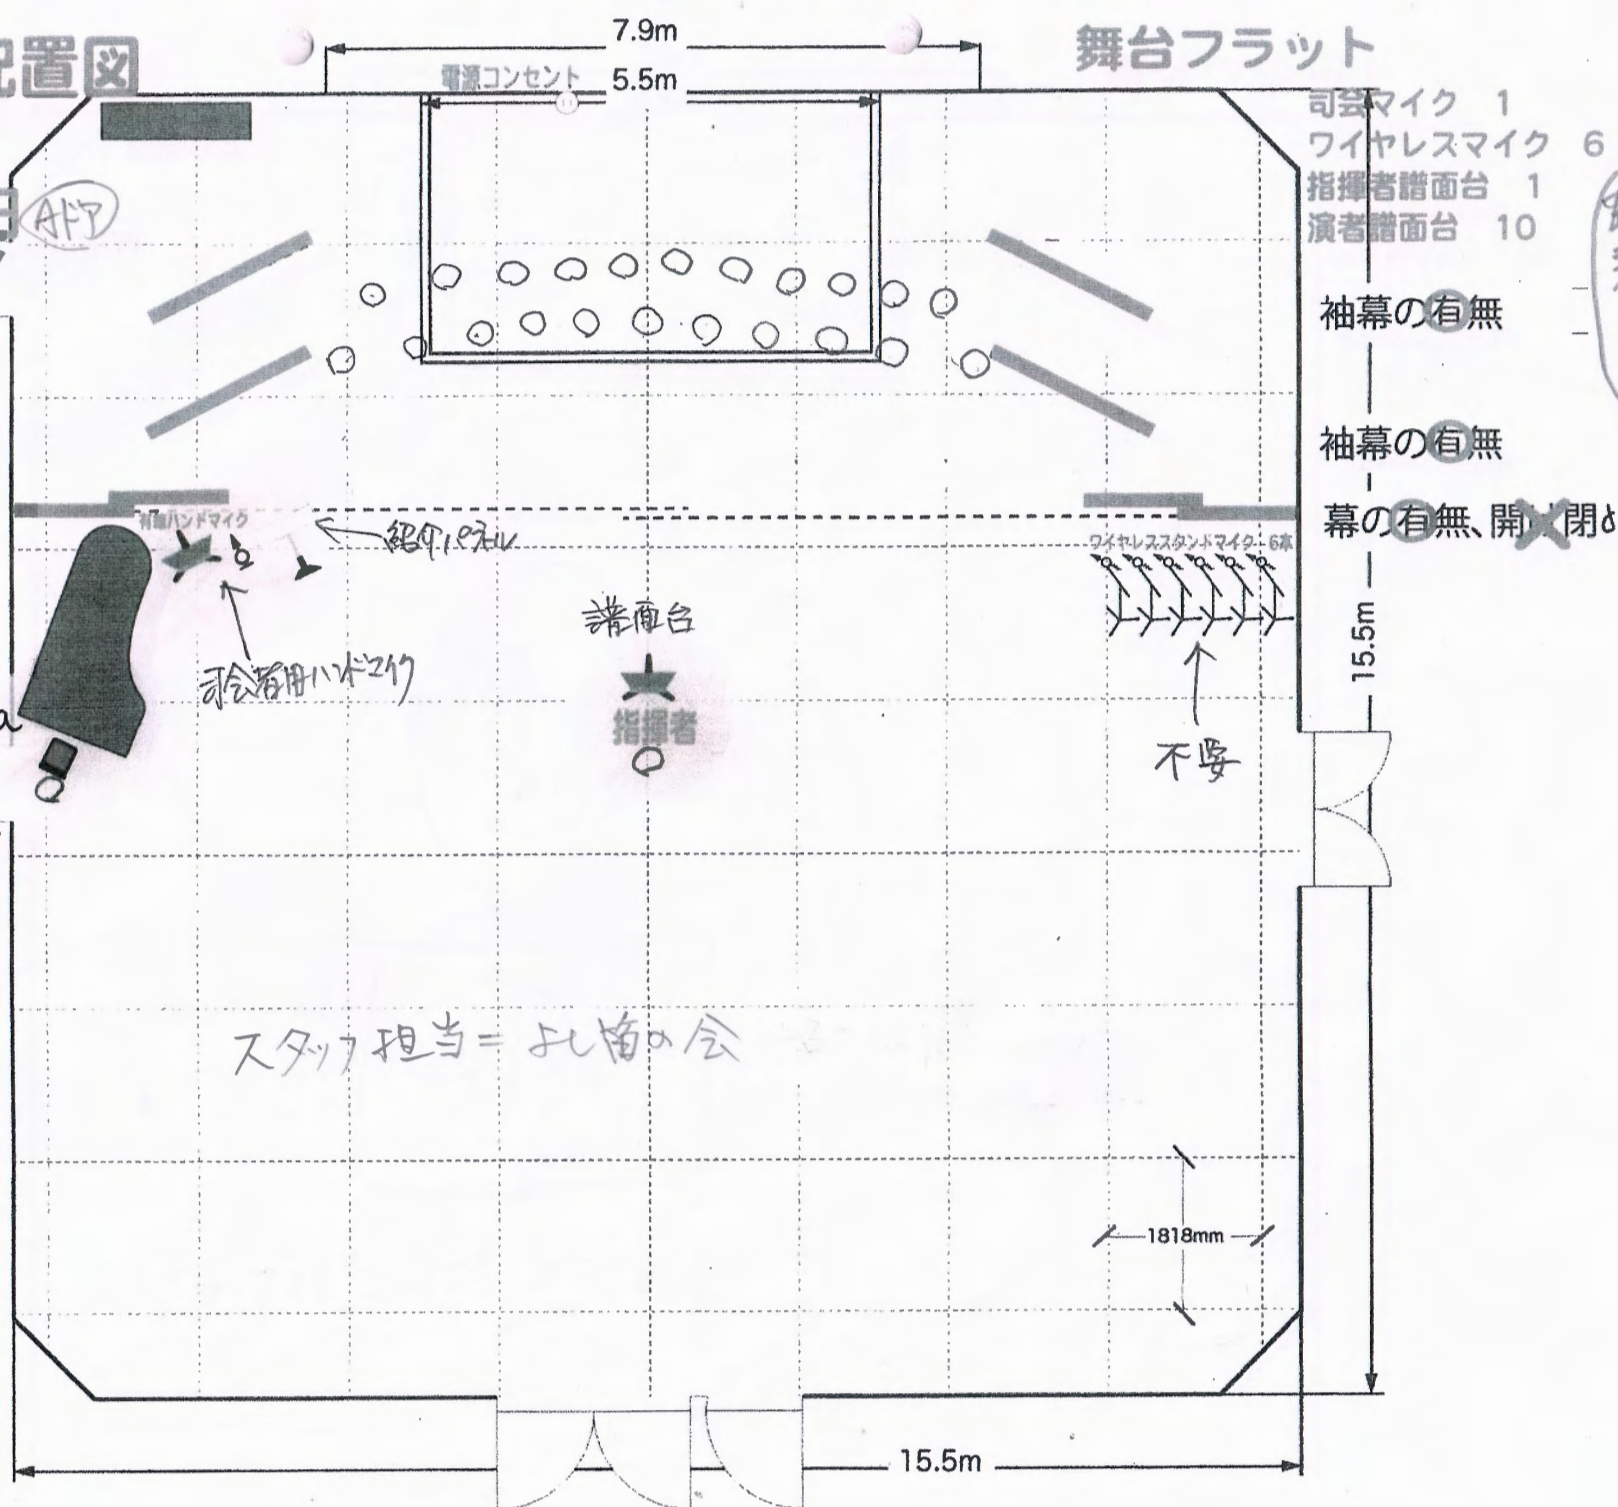 配置図
7.9m
電源コンセント 5.5m
舞台フラット
司会マイク 1
ワイヤレスマイク 6
指揮者譜面台 1
演者譜面台 10
Aドア
袖幕の有無
袖幕の有無
幕の有無、開閉
有線ハンドマイク
紹介パネル
ワイヤレススタンドマイク 6本
司会者用ハンドマイク
譜面台
指揮者
不要
15.5m
スタッフ担当=よし笛の会
1818mm
15.5m